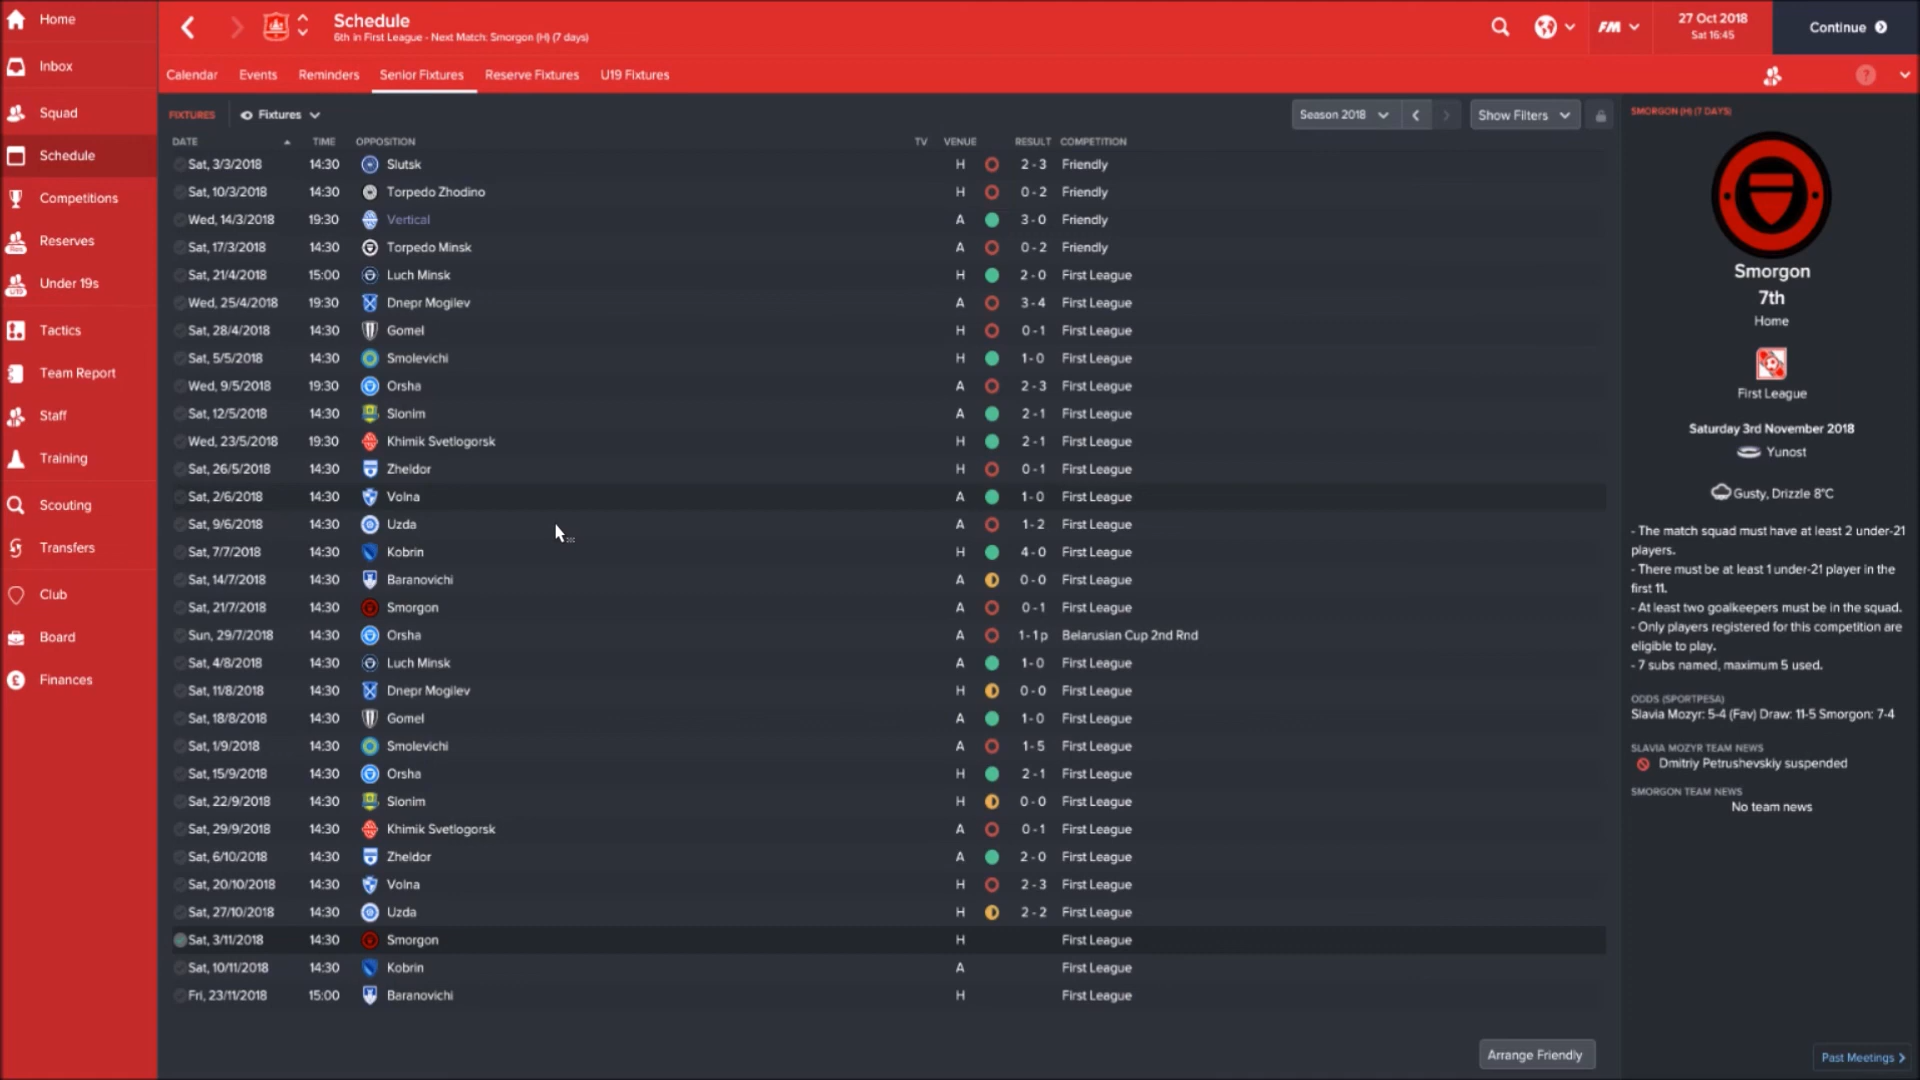 Home
Inbox
Squad
Schedule
Competitions
Reserves
Under 19s
Tactics
Team Report
Staff
Training
Scouting
Transfers
Club
Board
Finances
Schedule
6th in First League - Next Match: Smorgon (H) (7 days)
FM
27 Oct 2018
Sat 16:45
Continue
Calendar Events Reminders Senior Fixtures Reserve Fixtures U19 Fixtures
FIXTURES Fixtures Season 2018 Show Filters
DATE TIME OPPOSITION TV VENUE RESULT COMPETITION
Sat, 3/3/2018 14:30 Slutsk H 2 - 3 Friendly
Sat, 10/3/2018 14:30 Torpedo Zhodino H 0 - 2 Friendly
Wed, 14/3/2018 19:30 Vertical A 3 - 0 Friendly
Sat, 17/3/2018 14:30 Torpedo Minsk A 0 - 2 Friendly
Sat, 21/4/2018 15:00 Luch Minsk H 2 - 0 First League
Wed, 25/4/2018 19:30 Dnepr Mogilev A 3 - 4 First League
Sat, 28/4/2018 14:30 Gomel H 0 - 1 First League
Sat, 5/5/2018 14:30 Smolevichi H 1 - 0 First League
Wed, 9/5/2018 19:30 Orsha A 2 - 3 First League
Sat, 12/5/2018 14:30 Slonim A 2 - 1 First League
Wed, 23/5/2018 19:30 Khimik Svetlogorsk H 2 - 1 First League
Sat, 26/5/2018 14:30 Zheldor H 0 - 1 First League
Sat, 2/6/2018 14:30 Volna A 1 - 0 First League
Sat, 9/6/2018 14:30 Uzda A 1 - 2 First League
Sat, 7/7/2018 14:30 Kobrin H 4 - 0 First League
Sat, 14/7/2018 14:30 Baranovichi A 0 - 0 First League
Sat, 21/7/2018 14:30 Smorgon A 0 - 1 First League
Sun, 29/7/2018 14:30 Orsha A 1 - 1 p Belarusian Cup 2nd Rnd
Sat, 4/8/2018 14:30 Luch Minsk A 1 - 0 First League
Sat, 11/8/2018 14:30 Dnepr Mogilev H 0 - 0 First League
Sat, 18/8/2018 14:30 Gomel A 1 - 0 First League
Sat, 1/9/2018 14:30 Smolevichi A 1 - 5 First League
Sat, 15/9/2018 14:30 Orsha H 2 - 1 First League
Sat, 22/9/2018 14:30 Slonim H 0 - 0 First League
Sat, 29/9/2018 14:30 Khimik Svetlogorsk A 0 - 1 First League
Sat, 6/10/2018 14:30 Zheldor A 2 - 0 First League
Sat, 20/10/2018 14:30 Volna H 2 - 3 First League
Sat, 27/10/2018 14:30 Uzda H 2 - 2 First League
Sat, 3/11/2018 14:30 Smorgon H First League
Sat, 10/11/2018 14:30 Kobrin A First League
Fri, 23/11/2018 15:00 Baranovichi H First League
Arrange Friendly
SMORGON (H) (7 DAYS)
Smorgon
7th
Home
First League
Saturday 3rd November 2018
Yunost
Gusty, Drizzle 8°C
- The match squad must have at least 2 under-21
players.
- There must be at least 1 under-21 player in the
first 11.
- At least two goalkeepers must be in the squad.
- Only players registered for this competition are
eligible to play.
- 7 subs named, maximum 5 used.
ODDS (SPORTPESA)
Slavia Mozyr: 5-4 (Fav) Draw: 11-5 Smorgon: 7-4
SLAVIA MOZYR TEAM NEWS
Dmitriy Petrushevskiy suspended
SMORGON TEAM NEWS
No team news
Past Meetings